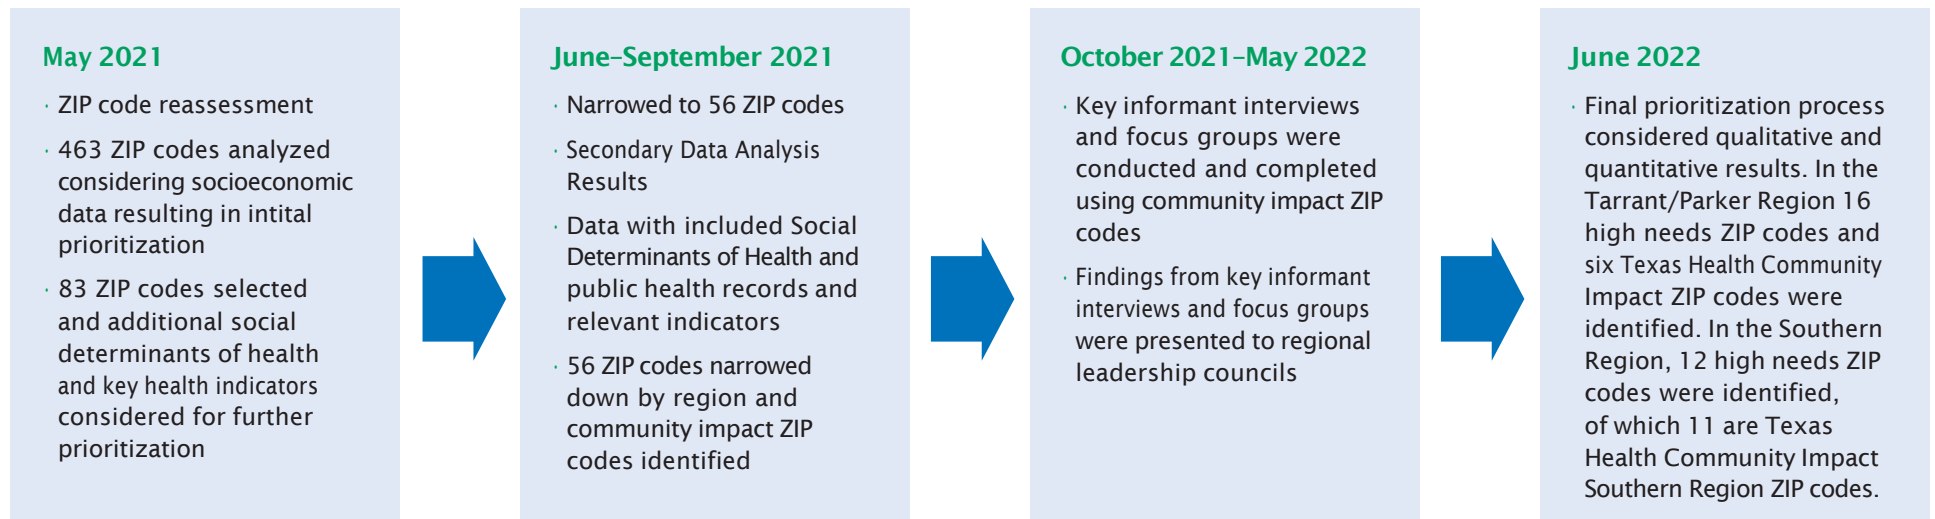 May 2021
· ZIP code reassessment
· 463 ZIP codes analyzed
considering socioeconomic
data resulting in intital
prioritization
· 83 ZIP codes selected
and additional social
determinants of health
and key health indicators
considered for further
prioritization
June–September 2021
· Narrowed to 56 ZIP codes
· Secondary Data Analysis
Results
· Data with included Social
Determinants of Health and
public health records and
relevant indicators
· 56 ZIP codes narrowed
down by region and
community impact ZIP
codes identified
October 2021–May 2022
· Key informant interviews
and focus groups were
conducted and completed
using community impact ZIP
codes
· Findings from key informant
interviews and focus groups
were presented to regional
leadership councils
June 2022
· Final prioritization process
considered qualitative and
quantitative results. In the
Tarrant/Parker Region 16
high needs ZIP codes and
six Texas Health Community
Impact ZIP codes were
identified. In the Southern
Region, 12 high needs ZIP
codes were identified,
of which 11 are Texas
Health Community Impact
Southern Region ZIP codes.